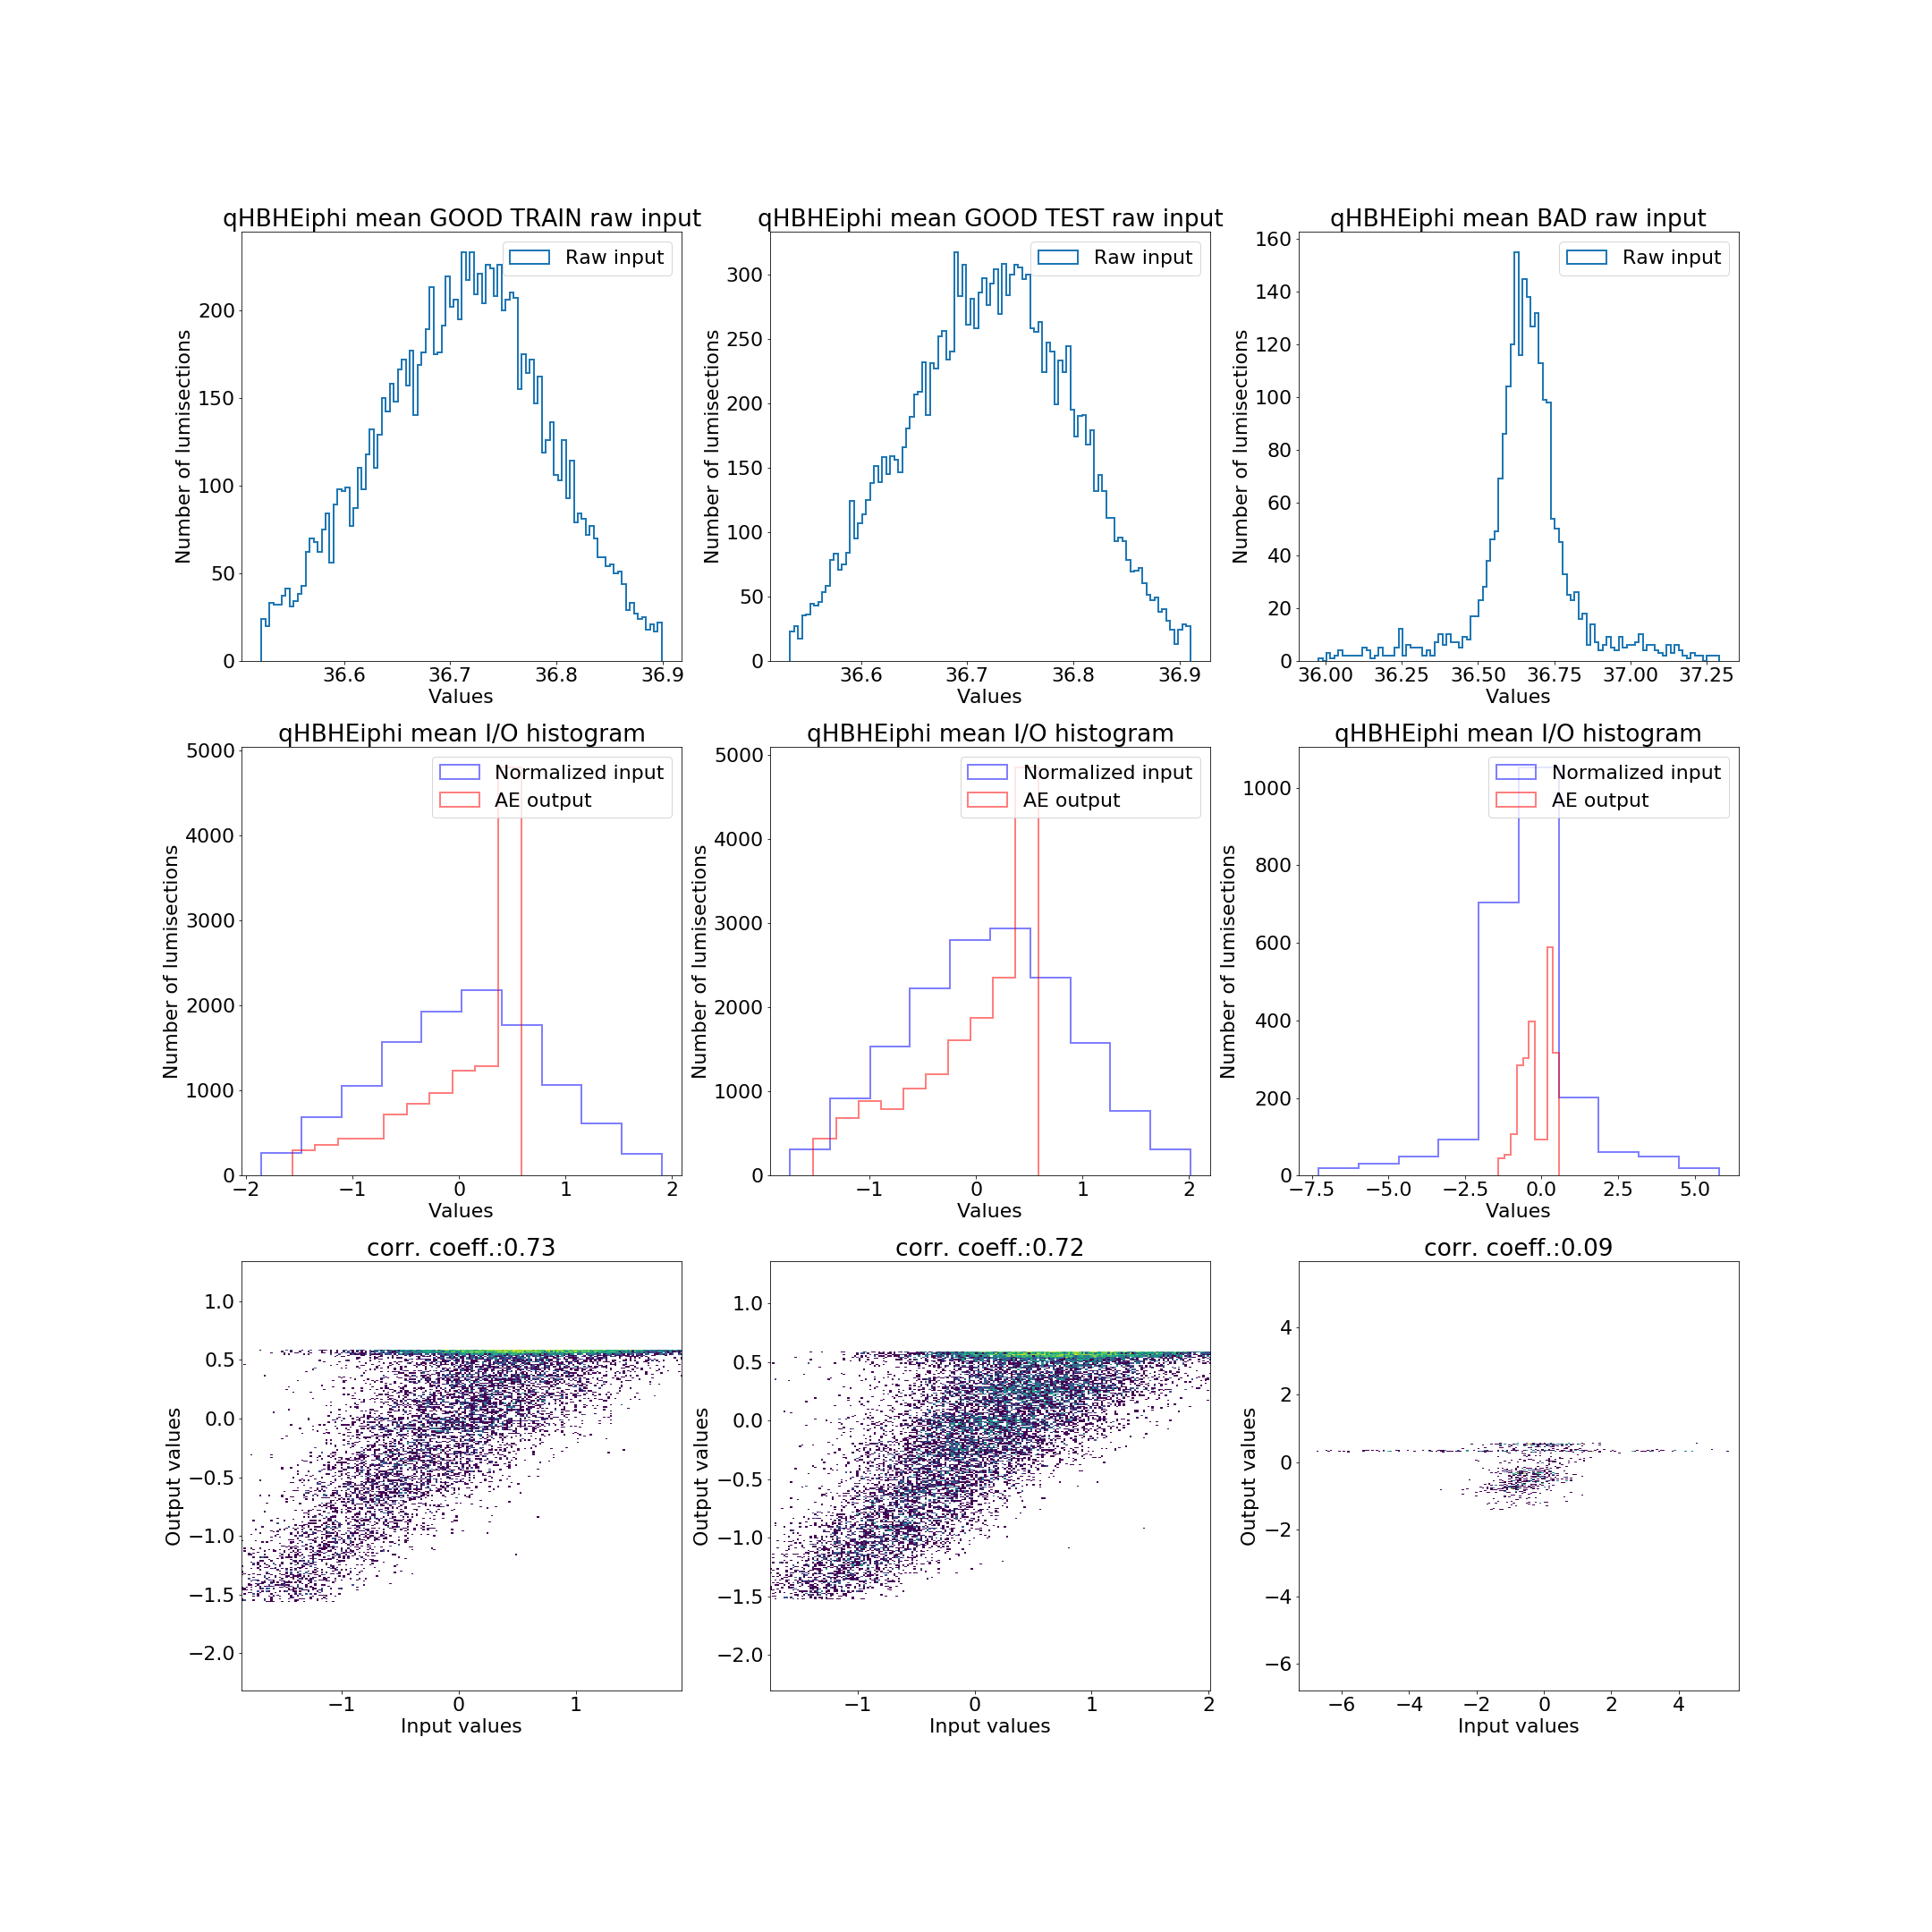 qHBHEiphi mean GOOD TRAIN raw input
Raw input
Number of lumisections
200
150
100
50
0
36.6 36.7 36.8 36.9
Values
qHBHEiphi mean GOOD TEST raw input
Raw input
Number of lumisections
300
250
200
150
100
50
0
36.6 36.7 36.8 36.9
Values
qHBHEiphi mean BAD raw input
Raw input
Number of lumisections
160
140
120
100
80
60
40
20
0
36.00 36.25 36.50 36.75 37.00 37.25
Values
qHBHEiphi mean I/O histogram
Normalized input
AE output
Number of lumisections
5000
4000
3000
2000
1000
0
−2 −1 0 1 2
Values
qHBHEiphi mean I/O histogram
Normalized input
AE output
Number of lumisections
5000
4000
3000
2000
1000
0
−1 0 1 2
Values
qHBHEiphi mean I/O histogram
Normalized input
AE output
Number of lumisections
1000
800
600
400
200
0
−7.5 −5.0 −2.5 0.0 2.5 5.0
Values
corr. coeff.:0.73
Output values
1.0
0.5
0.0
−0.5
−1.0
−1.5
−2.0
−1 0 1
Input values
corr. coeff.:0.72
Output values
1.0
0.5
0.0
−0.5
−1.0
−1.5
−2.0
−1 0 1 2
Input values
corr. coeff.:0.09
Output values
4
2
0
−2
−4
−6
−6 −4 −2 0 2 4
Input values